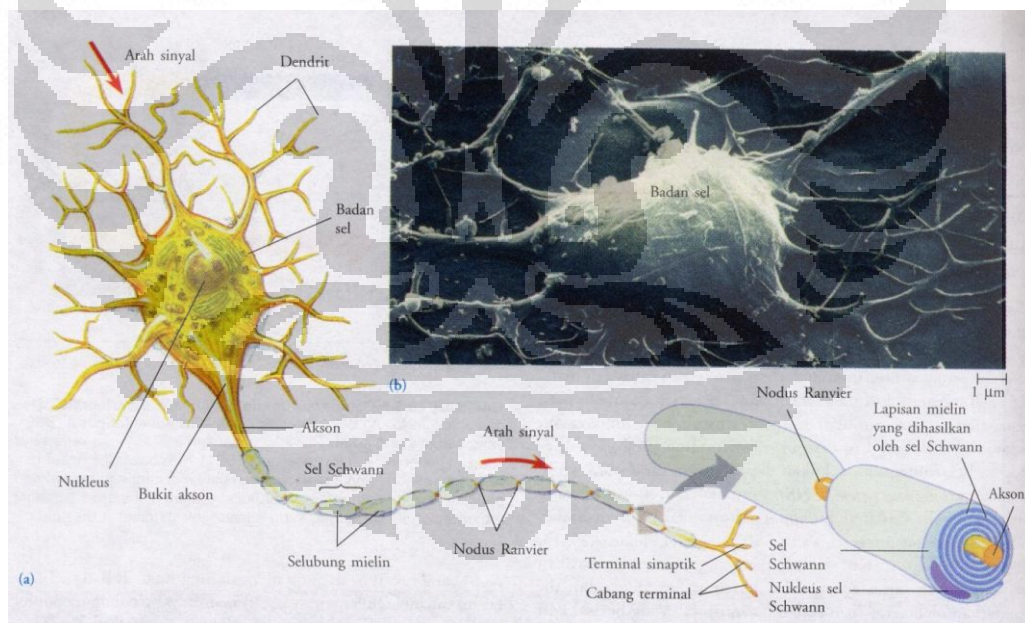 Arah sinyal
Dendrit
Badan
sel
Badan sel
(b)
1 µm
Nukleus
Bukit akson
Akson
Sel Schwann
Selubung mielin
Arah sinyal
Nodus Ranvier
Terminal sinaptik
Cabang terminal
(a)
Nodus Ranvier
Lapisan mielin
yang dihasilkan
oleh sel Schwann
Akson
Sel
Schwann
Nukleus sel
Schwann